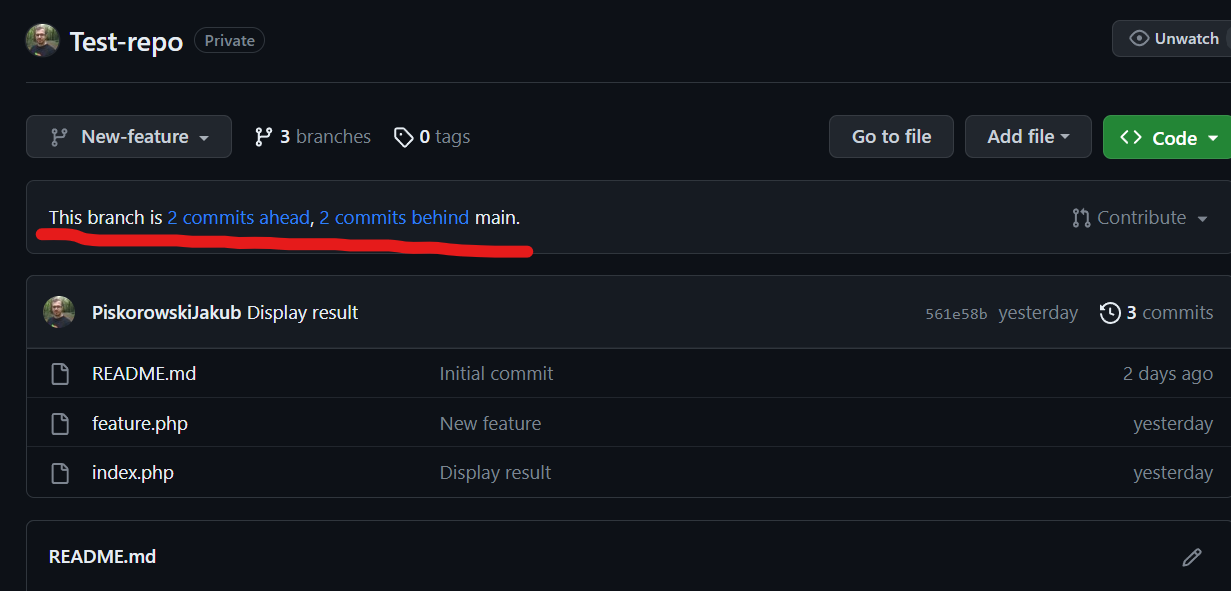 Test-repo Private Unwatch
New-feature 3 branches 0 tags Go to file Add file <> Code
This branch is 2 commits ahead, 2 commits behind main. Contribute
PiskorowskiJakub Display result 561e58b yesterday 3 commits
README.md Initial commit 2 days ago
feature.php New feature yesterday
index.php Display result yesterday
README.md